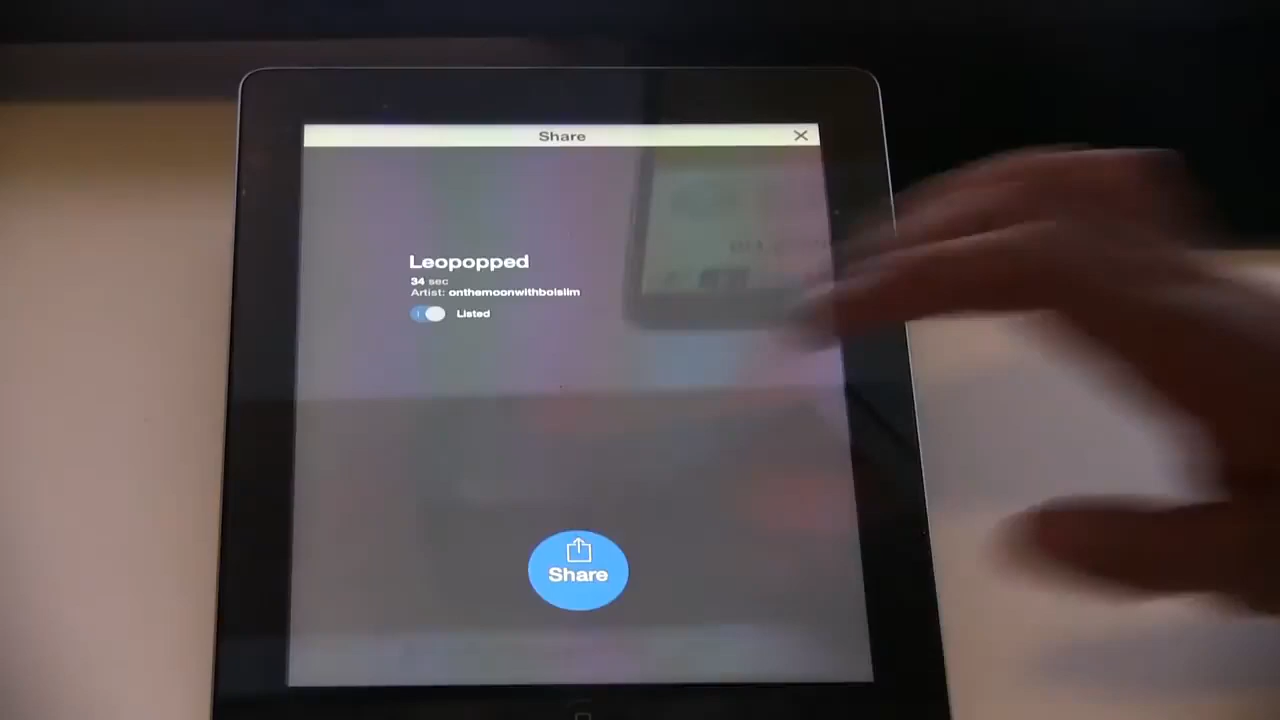 Share
Leopopped
34 sec
Artist: onthemoonwithboislim
Listed
Share